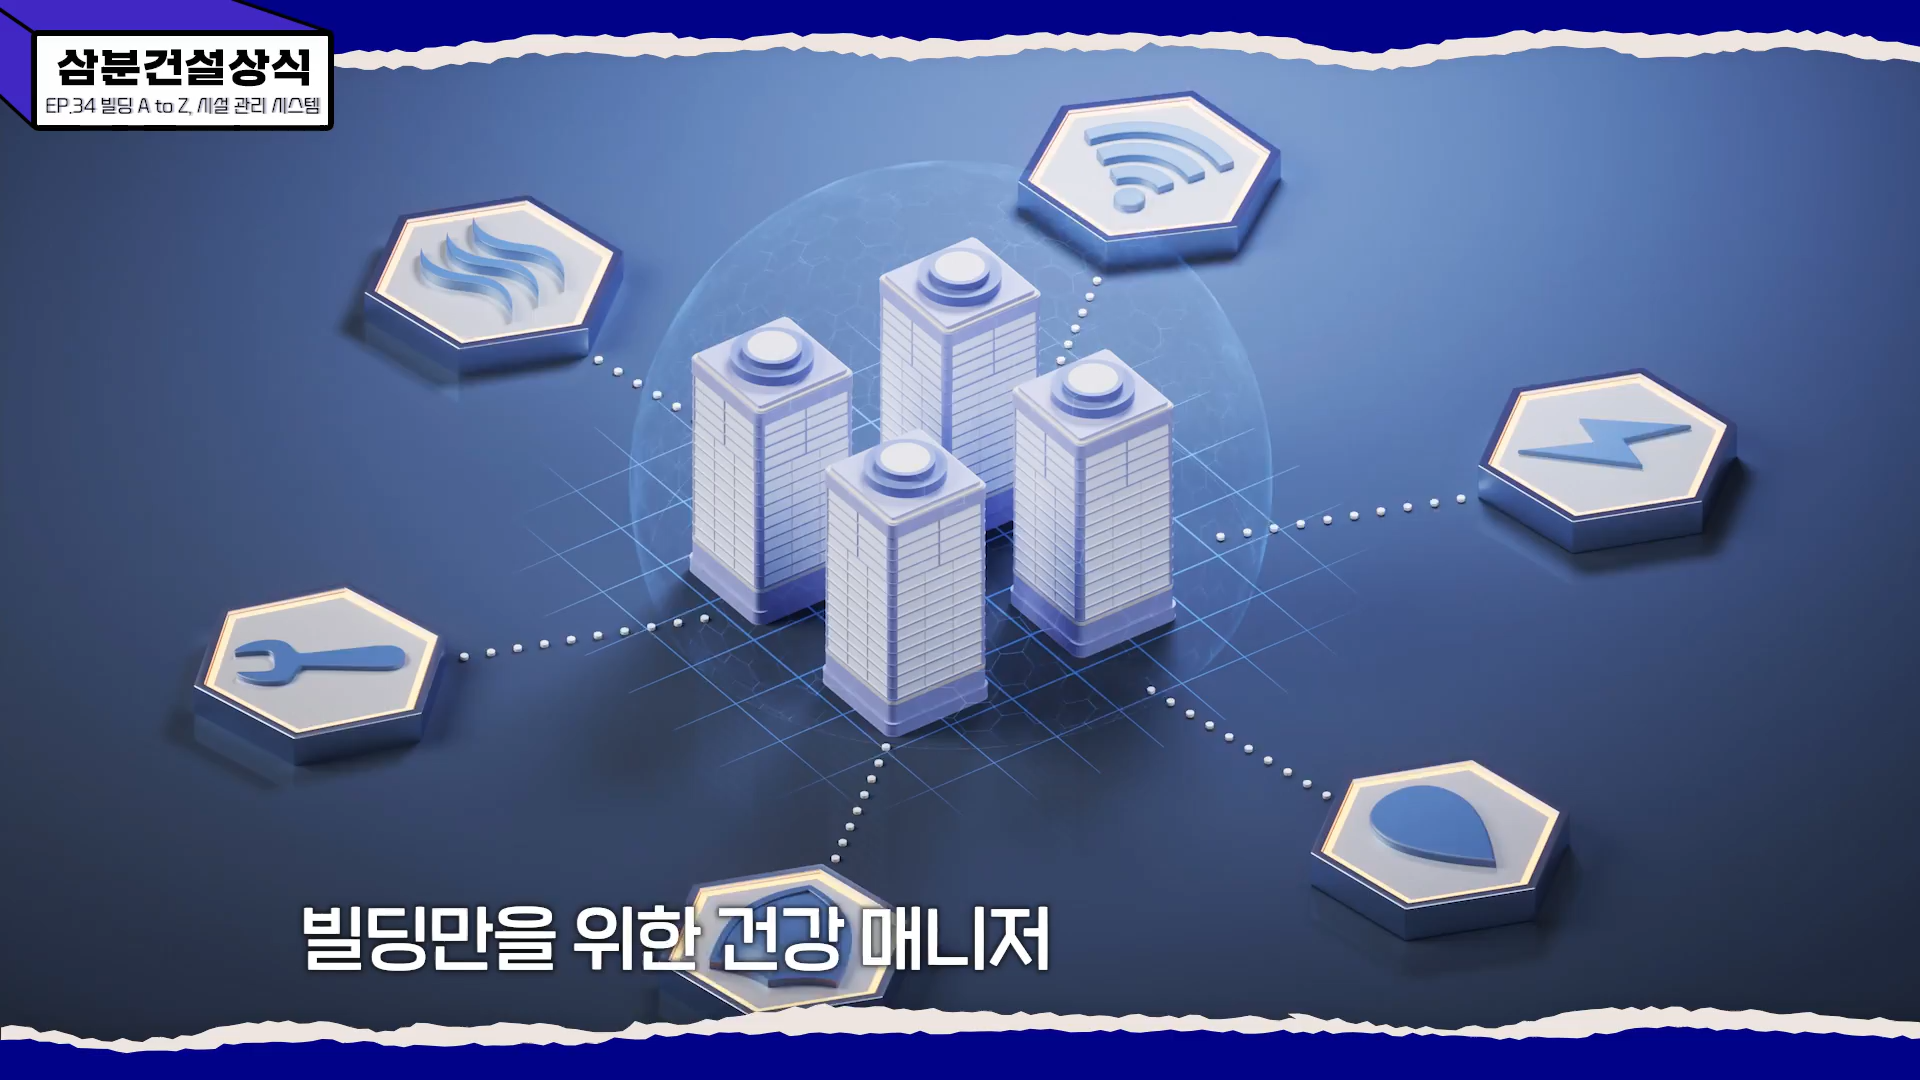 삼분건설상식
EP.34 빌딩 A to Z, 시설 관리 시스템
빌딩만을 위한 건강 매니저